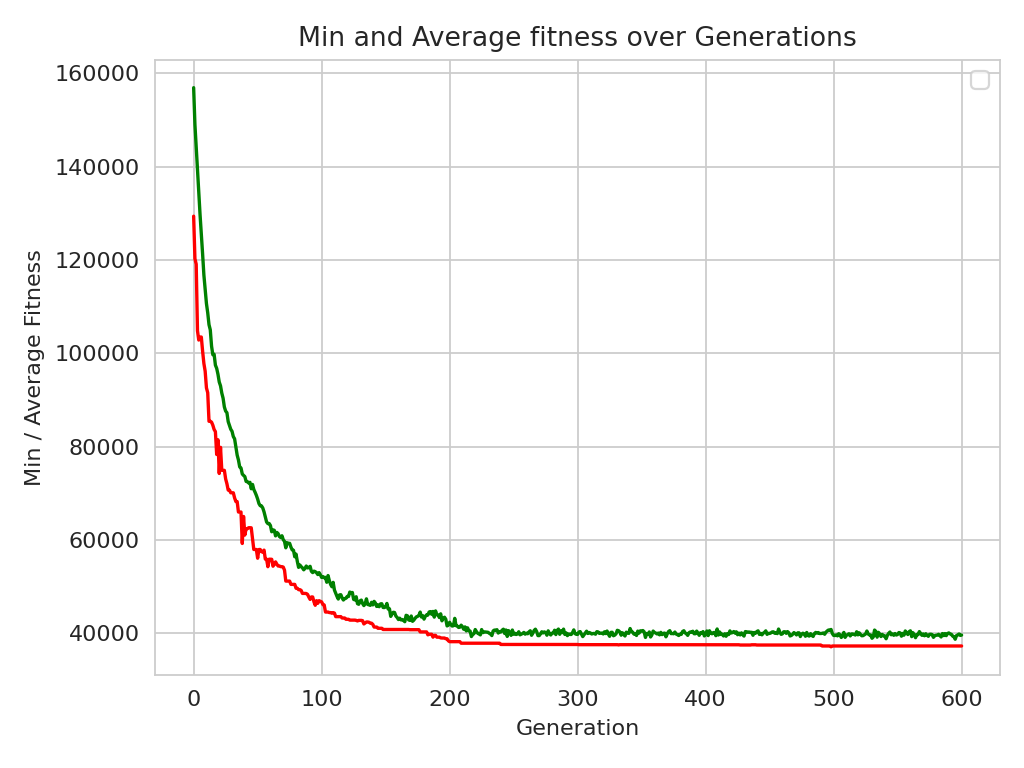 Min and Average fitness over Generations
160000
140000
120000
100000
80000
60000
40000
Min / Average Fitness
0 100 200 300 400 500 600
Generation